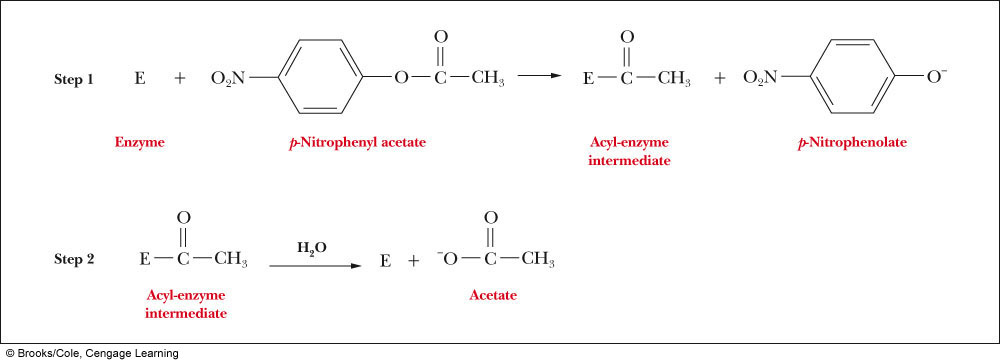 O
O
Step 1 E + O₂N O—C—CH₃ E—C—CH₃ + O₂N O⁻
Enzyme p-Nitrophenyl acetate Acyl-enzyme p-Nitrophenolate
intermediate
O
O
Step 2 E—C—CH₃ H₂O E + ⁻O—C—CH₃
Acyl-enzyme Acetate
intermediate
© Brooks/Cole, Cengage Learning